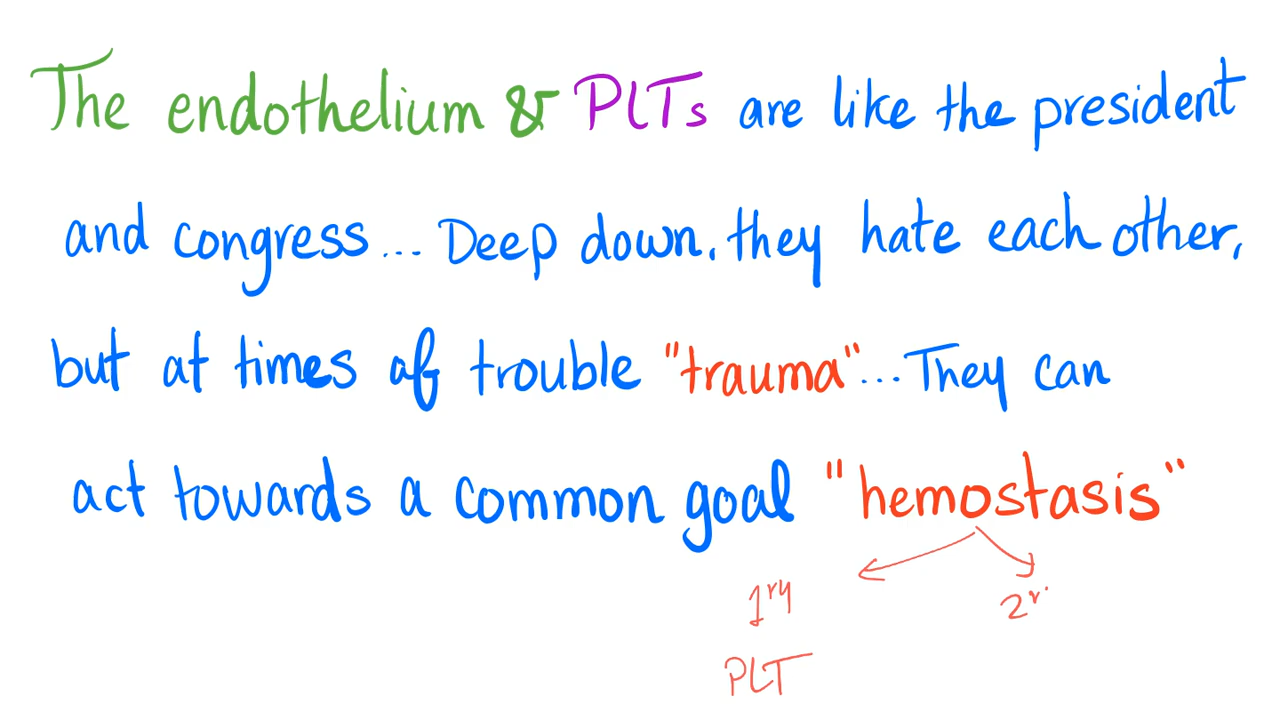 The endothelium & PLTs are like the president
and congress... Deep down, they hate each other,
but at times of trouble "trauma"... They can
act towards a common goal "hemostasis"
1ry 2r
PLT